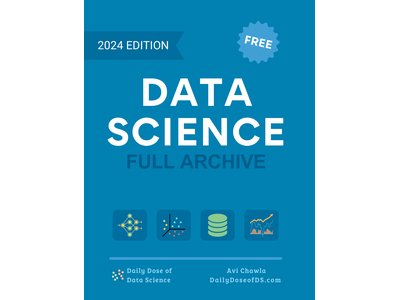 2024 EDITION
FREE
DATA
SCIENCE
FULL ARCHIVE
Daily Dose of
Data Science
Avi Chawla
DailyDoseofDS.com